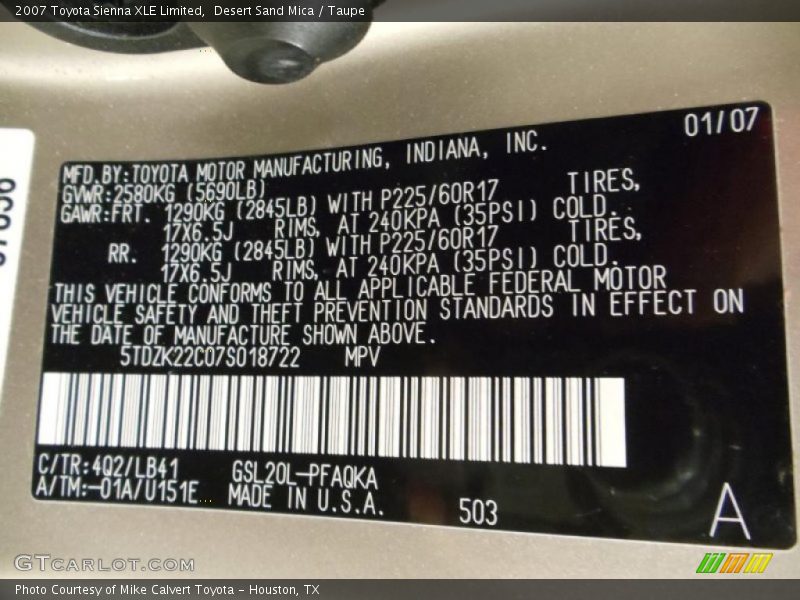 2007 Toyota Sienna XLE Limited, Desert Sand Mica / Taupe
01/07
MFD.BY:TOYOTA MOTOR MANUFACTURING, INDIANA, INC.
GVWR:2580KG (5690LB)
GAWR:FRT. 1290KG (2845LB) WITH P225/60R17 TIRES,
17X6.5J RIMS, AT 240KPA (35PSI) COLD.
RR. 1290KG (2845LB) WITH P225/60R17 TIRES,
17X6.5J RIMS, AT 240KPA (35PSI) COLD.
THIS VEHICLE CONFORMS TO ALL APPLICABLE FEDERAL MOTOR
VEHICLE SAFETY AND THEFT PREVENTION STANDARDS IN EFFECT ON
THE DATE OF MANUFACTURE SHOWN ABOVE.
5TDZK22C07S018722 MPV
C/TR:4Q2/LB41 GSL20L-PFAQKA
A/TM:-01A/U151E MADE IN U.S.A. 503
A
GTCARLOT.COM
Photo Courtesy of Mike Calvert Toyota - Houston, TX